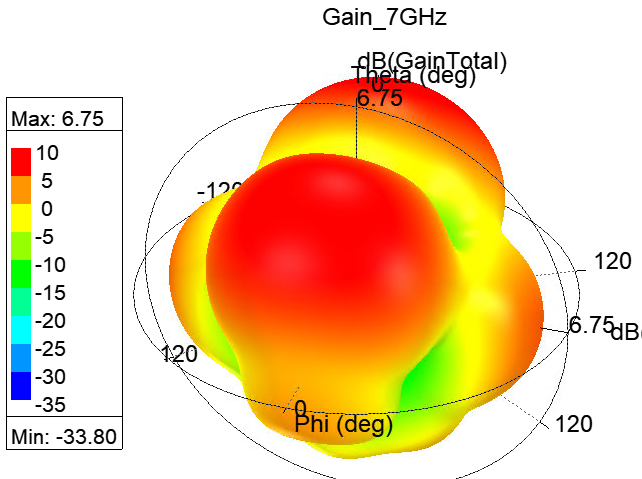 Gain_7GHz
dB(GainTotal)
Theta (deg)
0
6.75
Max: 6.75
10
5
0
-5
-10
-15
-20
-25
-30
-35
Min: -33.80
-120
120
6.75
dB(
120
120
0
Phi (deg)